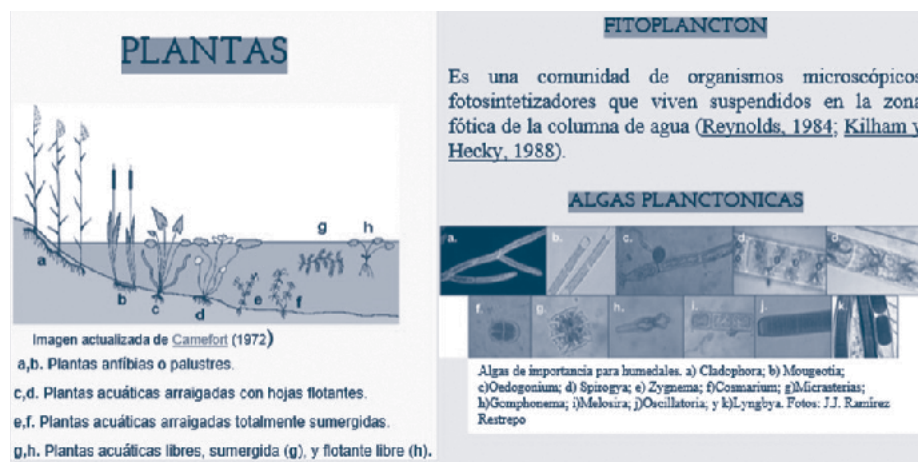 PLANTAS
g
h
a
b
c
d
e
f
Imagen actualizada de Camefort (1972)
a,b. Plantas anfíbias o palustres.
c,d. Plantas acuáticas arraigadas con hojas flotantes.
e,f. Plantas acuáticas arraigadas totalmente sumergidas.
g,h. Plantas acuáticas libres, sumergida (g), y flotante libre (h).
FITOPLANCTON
Es una comunidad de organismos microscópicos
fotosintetizadores que viven suspendidos en la zona
fótica de la columna de agua (Reynolds, 1984; Kilham y
Hecky, 1988).
ALGAS PLANCTONICAS
a. b. c. d.
f. g. h. i. j.
Algas de importancia para humedales. a) Cladophora; b) Mougeotia;
c)Oedogonium; d) Spirogya; e) Zygnema; f)Cosmarium; g)Micrasterias;
h)Gomphonema; i)Melosira; j)Oscillatoria; y k)Lyngbya. Fotos: J.J. Ramírez
Restrepo